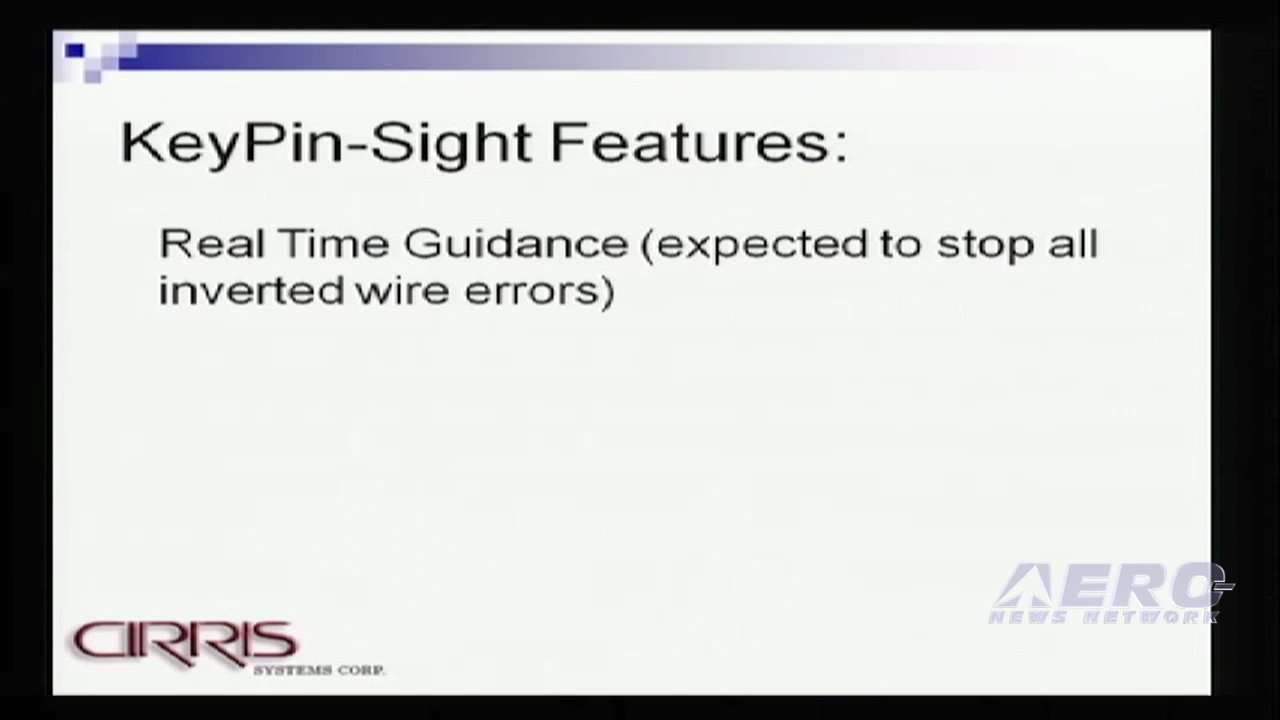 KeyPin-Sight Features:
Real Time Guidance (expected to stop all
inverted wire errors)
CIRRIS
SYSTEMS CORP.
AERO
NEWS NETWORK